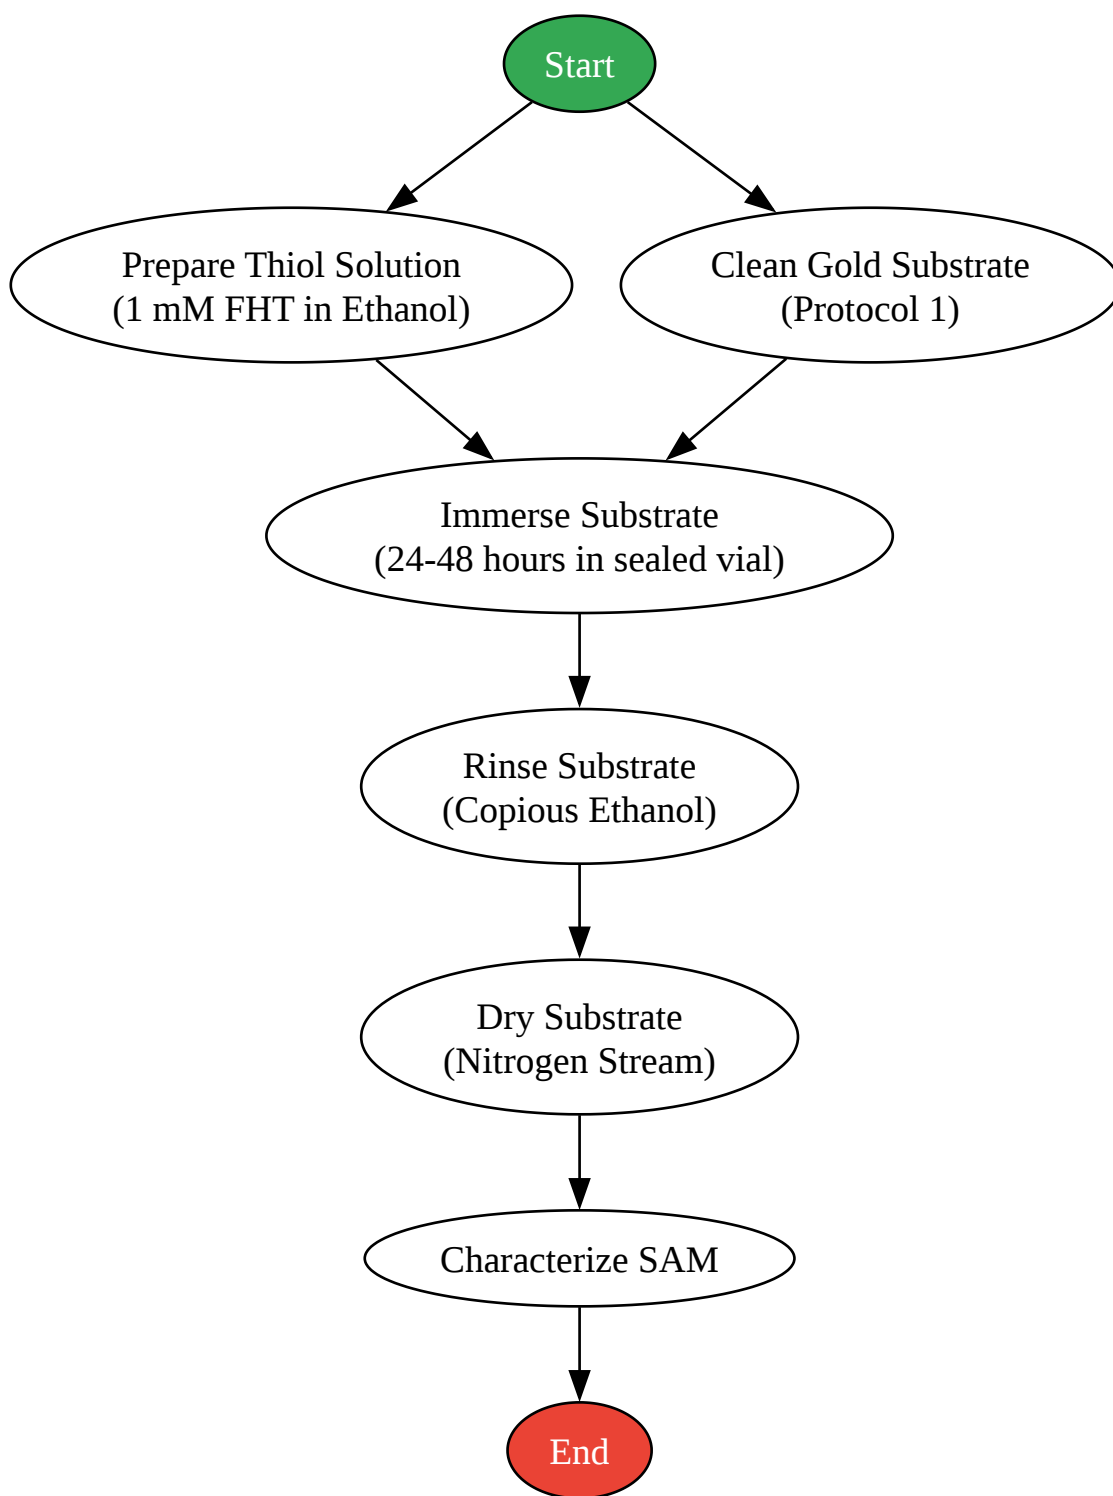 Start
Prepare Thiol Solution
(1 mM FHT in Ethanol)
Clean Gold Substrate
(Protocol 1)
Immerse Substrate
(24-48 hours in sealed vial)
Rinse Substrate
(Copious Ethanol)
Dry Substrate
(Nitrogen Stream)
Characterize SAM
End